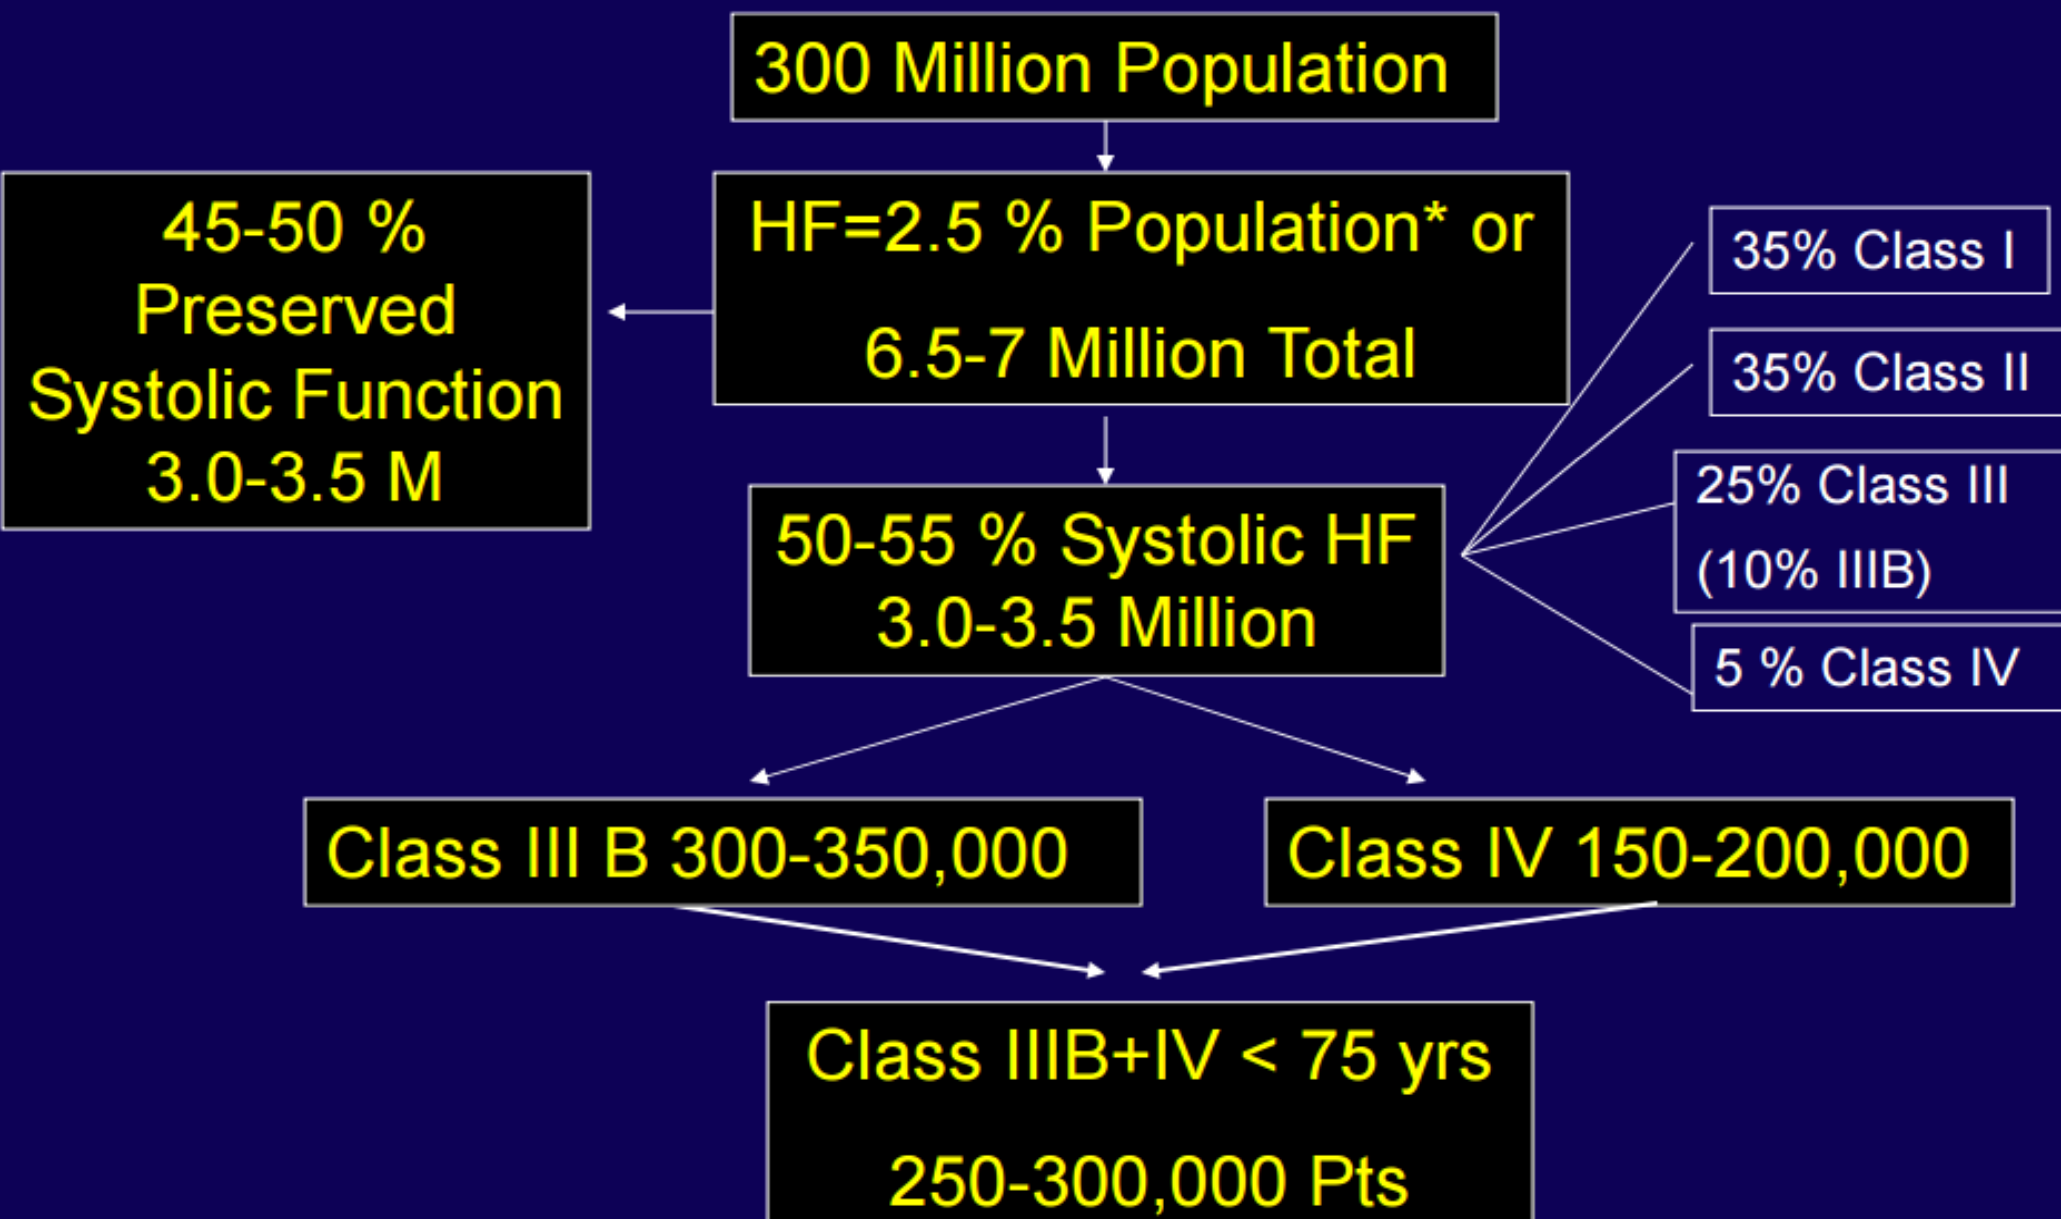 300 Million Population
45-50 %
Preserved
Systolic Function
3.0-3.5 M
HF=2.5 % Population* or
6.5-7 Million Total
35% Class I
35% Class II
25% Class III
(10% IIIB)
5 % Class IV
50-55 % Systolic HF
3.0-3.5 Million
Class III B 300-350,000
Class IV 150-200,000
Class IIIB+IV < 75 yrs
250-300,000 Pts